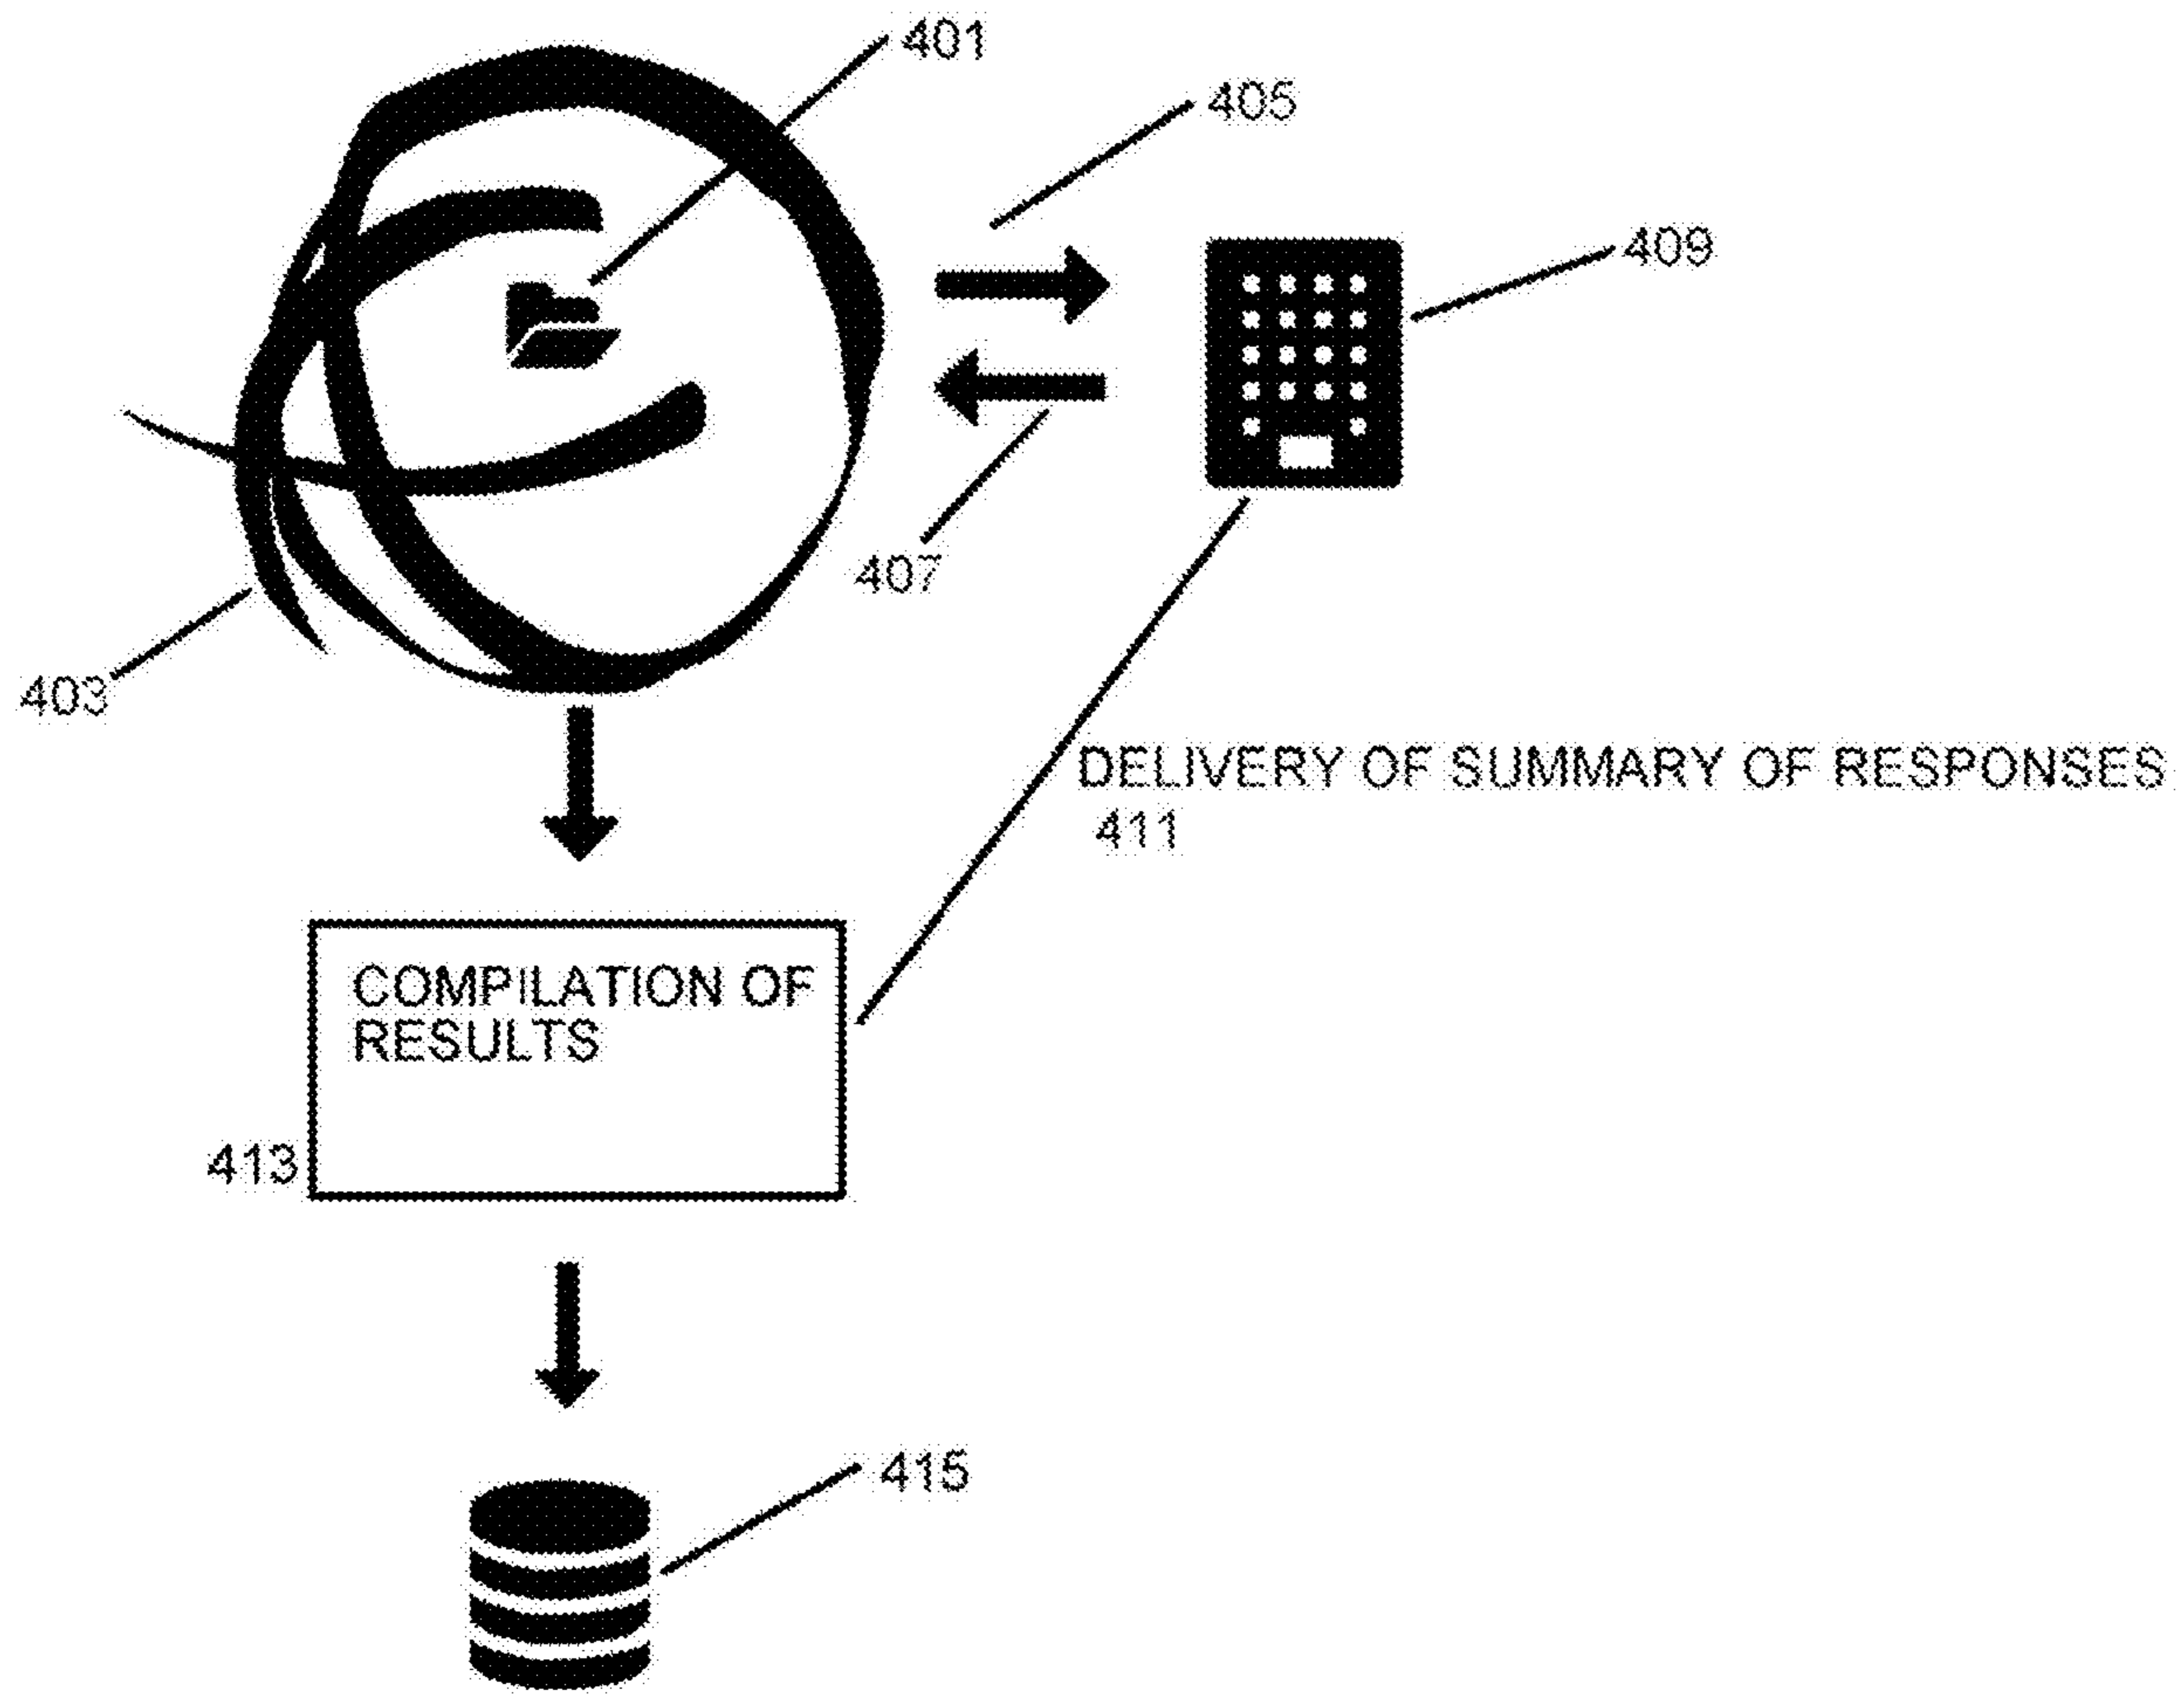 401
405
409
407
403
DELIVERY OF SUMMARY OF RESPONSES
411
COMPILATION OF
RESULTS
413
415